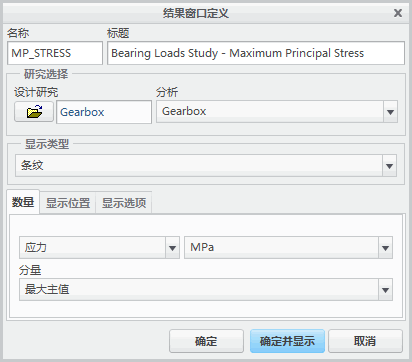 结果窗口定义
名称 标题
MP_STRESS Bearing Loads Study - Maximum Principal Stress
研究选择
设计研究 分析
Gearbox Gearbox
显示类型
条纹
数量 显示位置 显示选项
应力 MPa
分量
最大主值
确定 确定并显示 取消